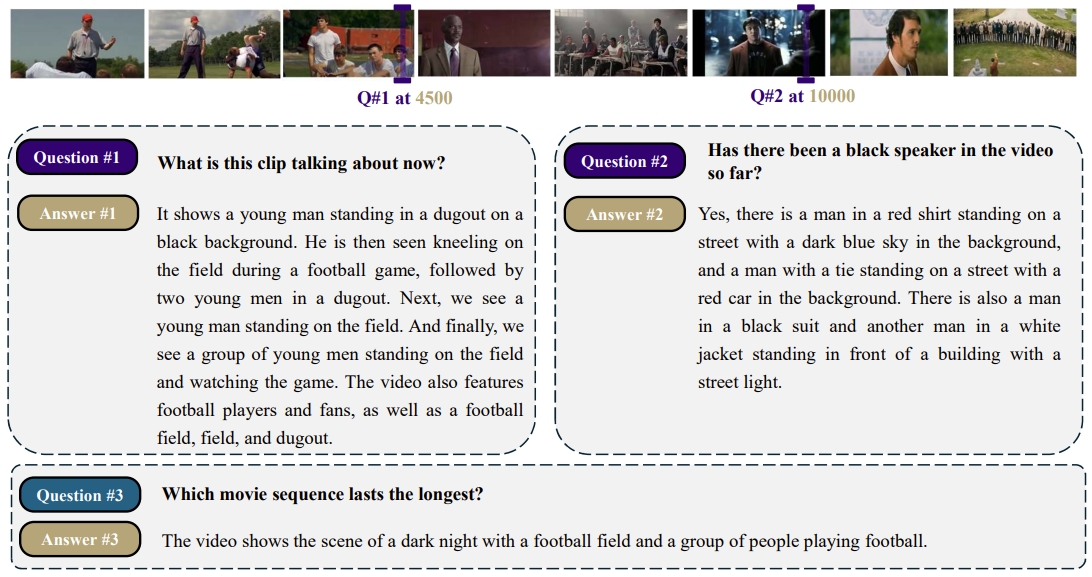 Q#1 at 4500
Q#2 at 10000
Question #1
What is this clip talking about now?
Answer #1
It shows a young man standing in a dugout on a
black background. He is then seen kneeling on
the field during a football game, followed by
two young men in a dugout. Next, we see a
young man standing on the field. And finally, we
see a group of young men standing on the field
and watching the game. The video also features
football players and fans, as well as a football
field, field, and dugout.
Question #2
Has there been a black speaker in the video
so far?
Answer #2
Yes, there is a man in a red shirt standing on a
street with a dark blue sky in the background,
and a man with a tie standing on a street with a
red car in the background. There is also a man
in a black suit and another man in a white
jacket standing in front of a building with a
street light.
Question #3
Which movie sequence lasts the longest?
Answer #3
The video shows the scene of a dark night with a football field and a group of people playing football.